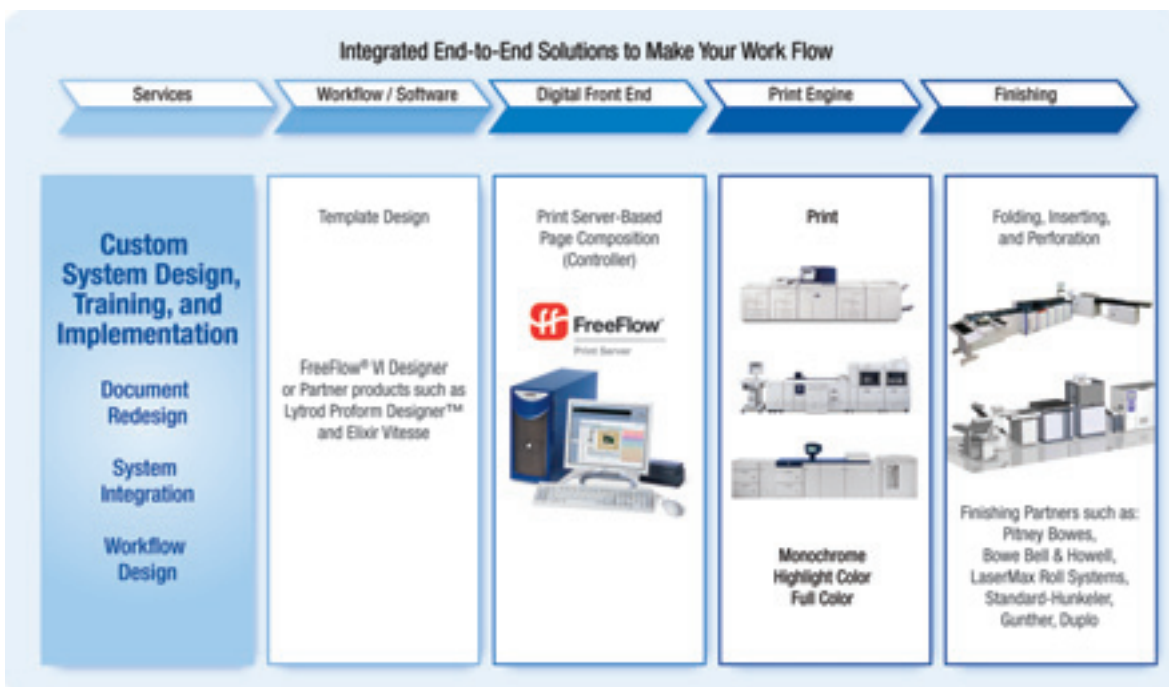 Integrated End-to-End Solutions to Make Your Work Flow
Services
Workflow / Software
Digital Front End
Print Engine
Finishing
Custom
System Design,
Training, and
Implementation
Document
Redesign
System
Integration
Workflow
Design
Template Design
FreeFlow® VI Designer
or Partner products such as
Lytrod Proform Designer™
and Elixir Vitesse
Print Server-Based
Page Composition
(Controller)
ff FreeFlow™
Print Server
Print
Monochrome
Highlight Color
Full Color
Folding, Inserting,
and Perforation
Finishing Partners such as:
Pitney Bowes,
Bowe Bell & Howell,
LaserMax Roll Systems,
Standard-Hunkeler,
Gunther, Duplo